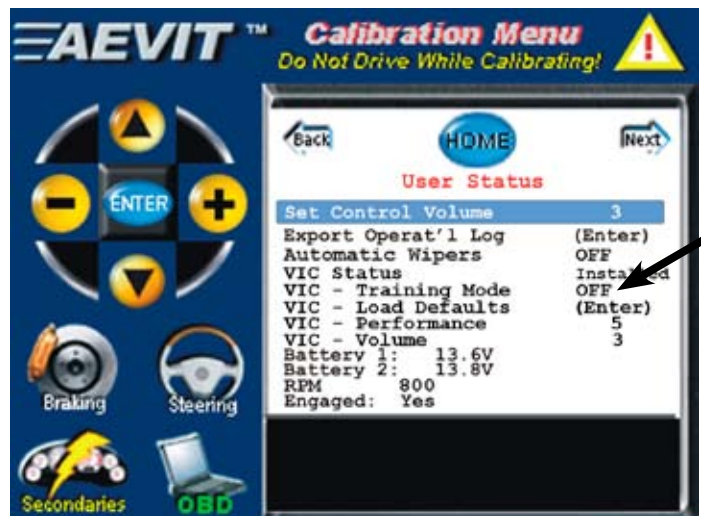 AEVIT ™
Calibration Menu
Do Not Drive While Calibrating!
!
Back
HOME
Next
User Status
Set Control Volume 3
Export Operat'l Log (Enter)
Automatic Wipers OFF
VIC Status Installed
VIC - Training Mode OFF
VIC - Load Defaults (Enter)
VIC - Performance 5
VIC - Volume 3
Battery 1: 13.6V
Battery 2: 13.8V
RPM 800
Engaged: Yes
- ENTER +
Braking
Steering
Secondaries
OBD